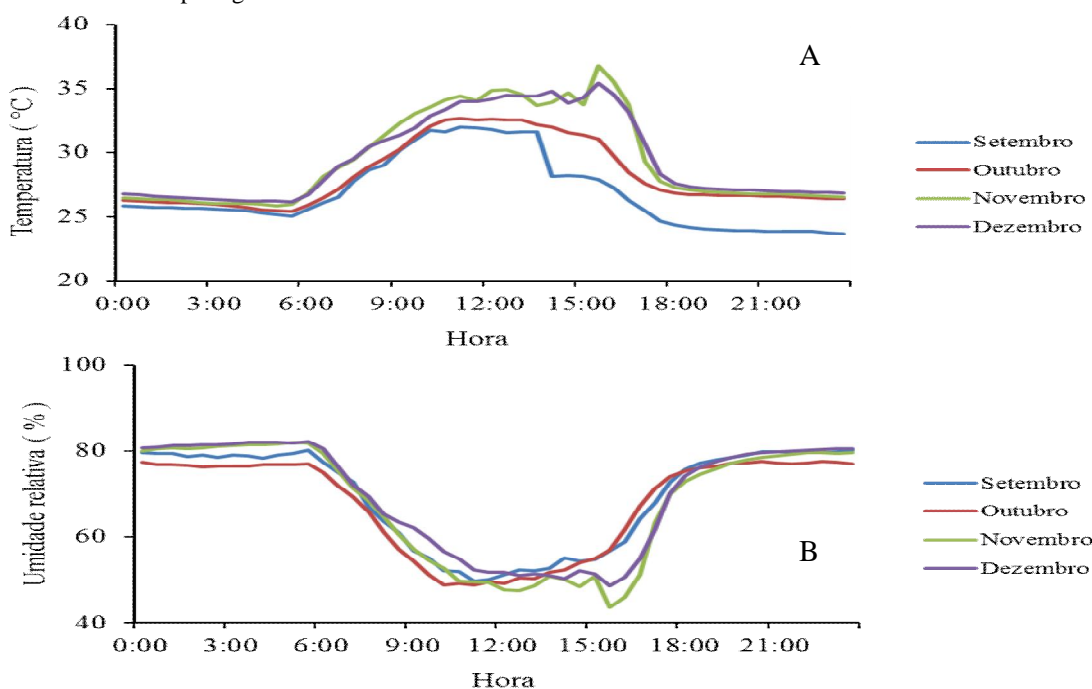 40
A
35
Temperatura ( °C)
30
25
20
Setembro
Outubro
Novembro
Dezembro
0:00 3:00 6:00 9:00 12:00 15:00 18:00 21:00
Hora
100
80
Umidade relativa ( %)
60
40
B
Setembro
Outubro
Novembro
Dezembro
0:00 3:00 6:00 9:00 12:00 15:00 18:00 21:00
Hora